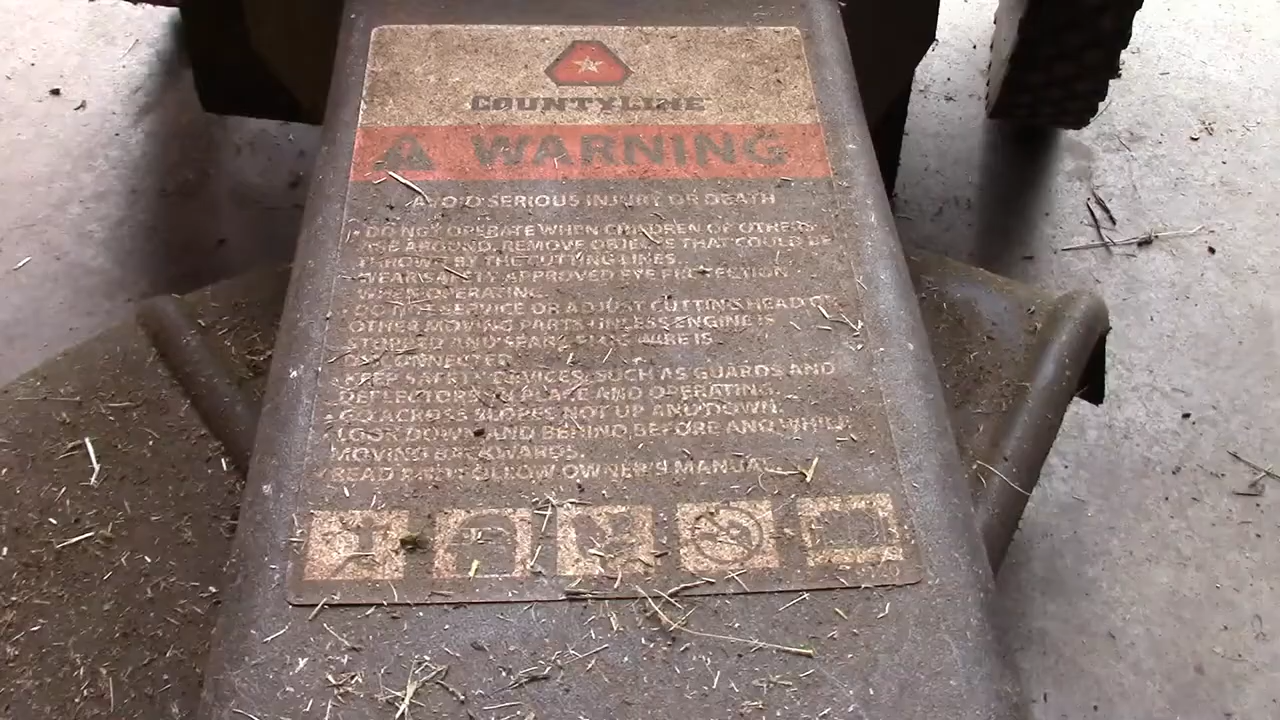 COUNTYLINE
WARNING
AVOID SERIOUS INJURY OR DEATH
• DO NOT OPERATE WHEN CHILDREN OF OTHERS
ARE AROUND. REMOVE OBJECTS THAT COULD BE
THROWN BY THE CUTTING LINES.
• WEAR SAFETY APPROVED EYE PROTECTION
WHEN OPERATING.
• DO NOT SERVICE OR ADJUST CUTTING HEAD OR
OTHER MOVING PARTS UNLESS ENGINE IS
STOPPED AND SPARK PLUG WIRE IS
DISCONNECTED.
• KEEP SAFETY DEVICES, SUCH AS GUARDS AND
DEFLECTORS IN PLACE AND OPERATING.
• GO ACROSS SLOPES NOT UP AND DOWN.
• LOOK DOWN AND BEHIND BEFORE AND WHILE
MOVING BACKWARDS.
• READ AND FOLLOW OWNER'S MANUAL.